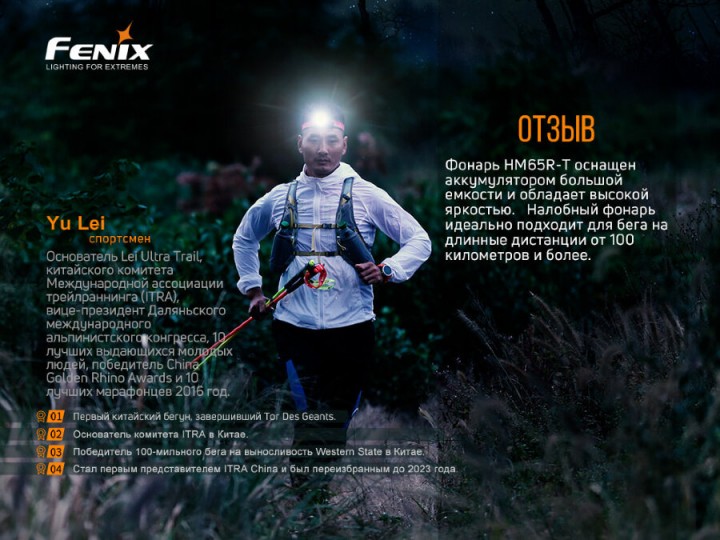 FENIX
LIGHTING FOR EXTREMES
ОТЗЫВ
Фонарь HM65R-T оснащен
аккумулятором большой
емкости и обладает высокой
яркостью. Налобный фонарь
идеально подходит для бега на
длинные дистанции от 100
километров и более.
Yu Lei
спортсмен
Основатель Lei Ultra Trail,
китайского комитета
Международной ассоциации
трейлраннинга (ITRA),
вице-президент Даляньского
международного
альпинистского конгресса, 10
лучших выдающихся молодых
людей, победитель China
Golden Rhino Awards и 10
лучших марафонцев 2016 год.
01 Первый китайский бегун, завершивший Tor Des Geants.
02 Основатель комитета ITRA в Китае.
03 Победитель 100-мильного бега на выносливость Western State в Китае.
04 Стал первым представителем ITRA China и был переизбранным до 2023 года.